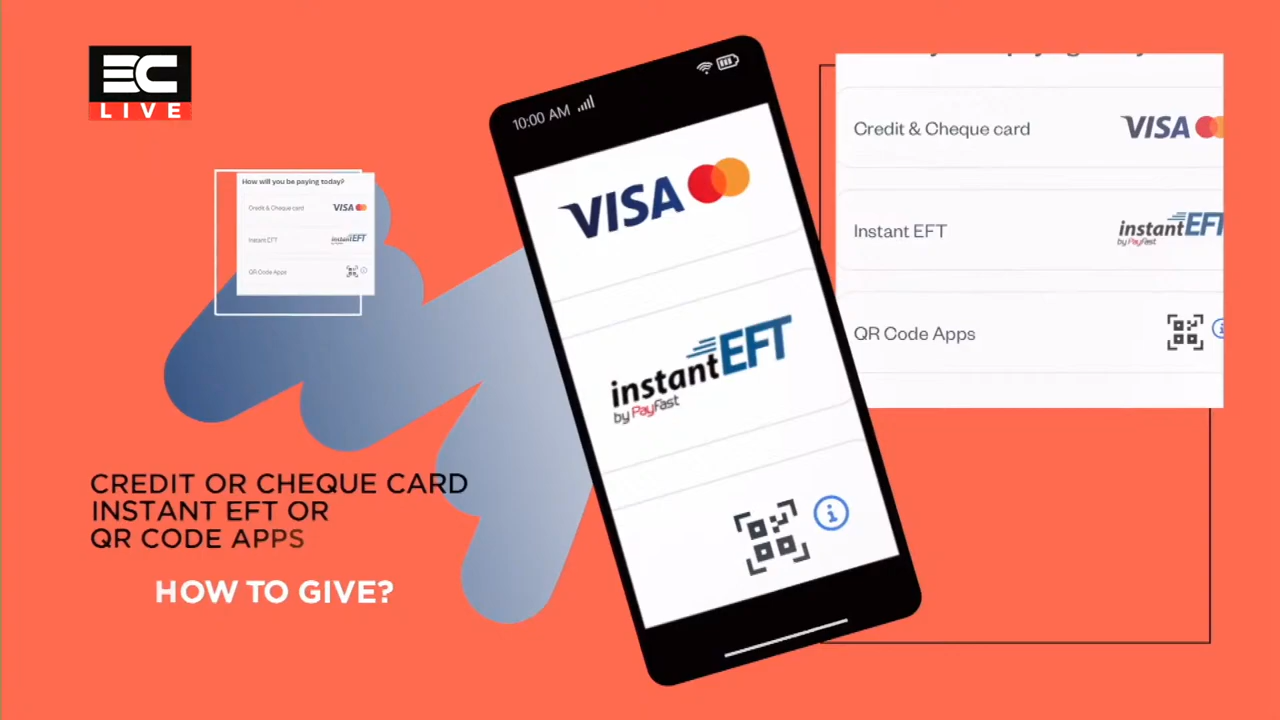 EC
LIVE
10:00 AM
VISA
instantEFT
by PayFast
Credit & Cheque card
VISA
Instant EFT
instantEFT
by PayFast
QR Code Apps
How will you be paying today?
Credit & Cheque card
VISA
Instant EFT
instantEFT
QR Code Apps
CREDIT OR CHEQUE CARD
INSTANT EFT OR
QR CODE APPS
HOW TO GIVE?